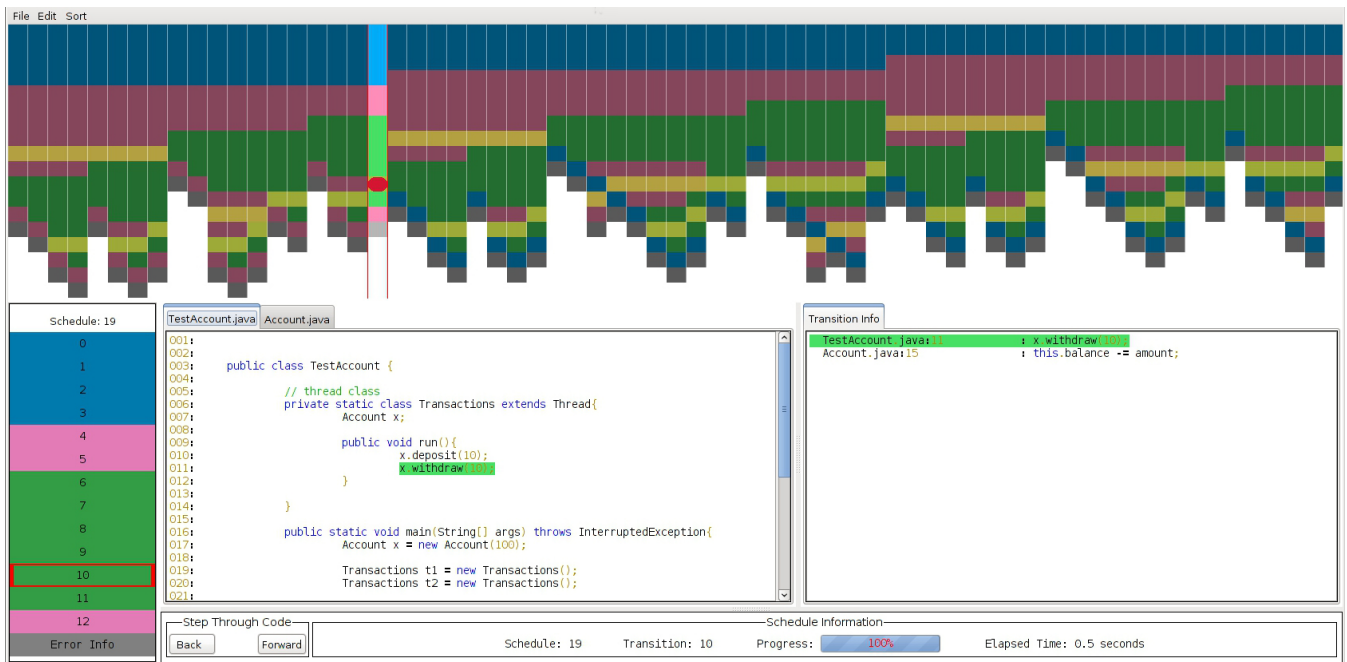 File Edit Sort
Schedule: 19
0
1
2
3
4
5
6
7
8
9
10
11
12
Error Info
TestAccount.java Account.java
001:
002:
003: public class TestAccount {
004:
005: // thread class
006: private static class Transactions extends Thread{
007: Account x;
008:
009: public void run(){
010: x.deposit(10);
011: x.withdraw(10);
012: }
013:
014: }
015:
016: public static void main(String[] args) throws InterruptedException{
017: Account x = new Account(100);
018:
019: Transactions t1 = new Transactions();
020: Transactions t2 = new Transactions();
021:
Transition Info
TestAccount.java:11 : x.withdraw(10);
Account.java:15 : this.balance -= amount;
Step Through Code
Back Forward
Schedule Information
Schedule: 19 Transition: 10 Progress: 100% Elapsed Time: 0.5 seconds